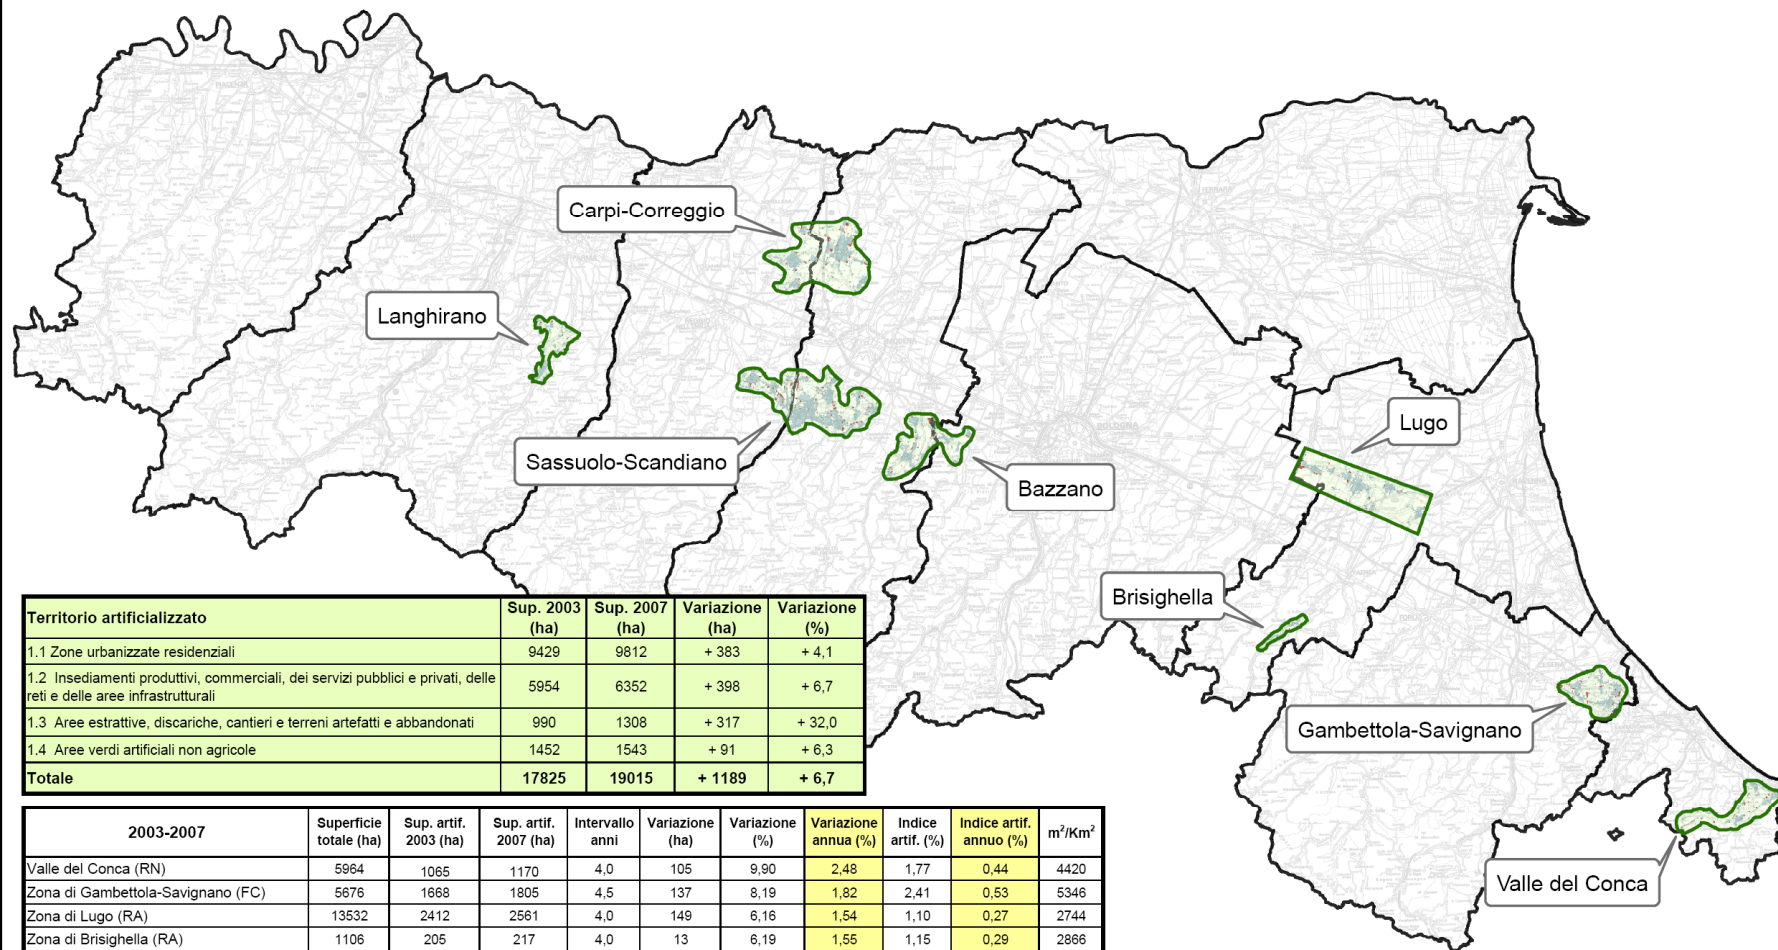 Carpi-Correggio
Langhirano
Lugo
Sassuolo-Scandiano
Bazzano
Brisighella
Gambettola-Savignano
Valle del Conca
Territorio artificializzato Sup. 2003 (ha) Sup. 2007 (ha) Variazione (ha) Variazione (%)
1.1 Zone urbanizzate residenziali 9429 9812 + 383 + 4,1
1.2 Insediamenti produttivi, commerciali, dei servizi pubblici e privati, delle
reti e delle aree infrastrutturali 5954 6352 + 398 + 6,7
1.3 Aree estrattive, discariche, cantieri e terreni artefatti e abbandonati 990 1308 + 317 + 32,0
1.4 Aree verdi artificiali non agricole 1452 1543 + 91 + 6,3
Totale 17825 19015 + 1189 + 6,7
2003-2007 Superficie totale (ha) Sup. artif. 2003 (ha) Sup. artif. 2007 (ha) Intervallo anni Variazione (ha) Variazione (%) Variazione annua (%) Indice artif. (%) Indice artif. annuo (%) m²/Km²
Valle del Conca (RN) 5964 1065 1170 4,0 105 9,90 2,48 1,77 0,44 4420
Zona di Gambettola-Savignano (FC) 5676 1668 1805 4,5 137 8,19 1,82 2,41 0,53 5346
Zona di Lugo (RA) 13532 2412 2561 4,0 149 6,16 1,54 1,10 0,27 2744
Zona di Brisighella (RA) 1106 205 217 4,0 13 6,19 1,55 1,15 0,29 2866